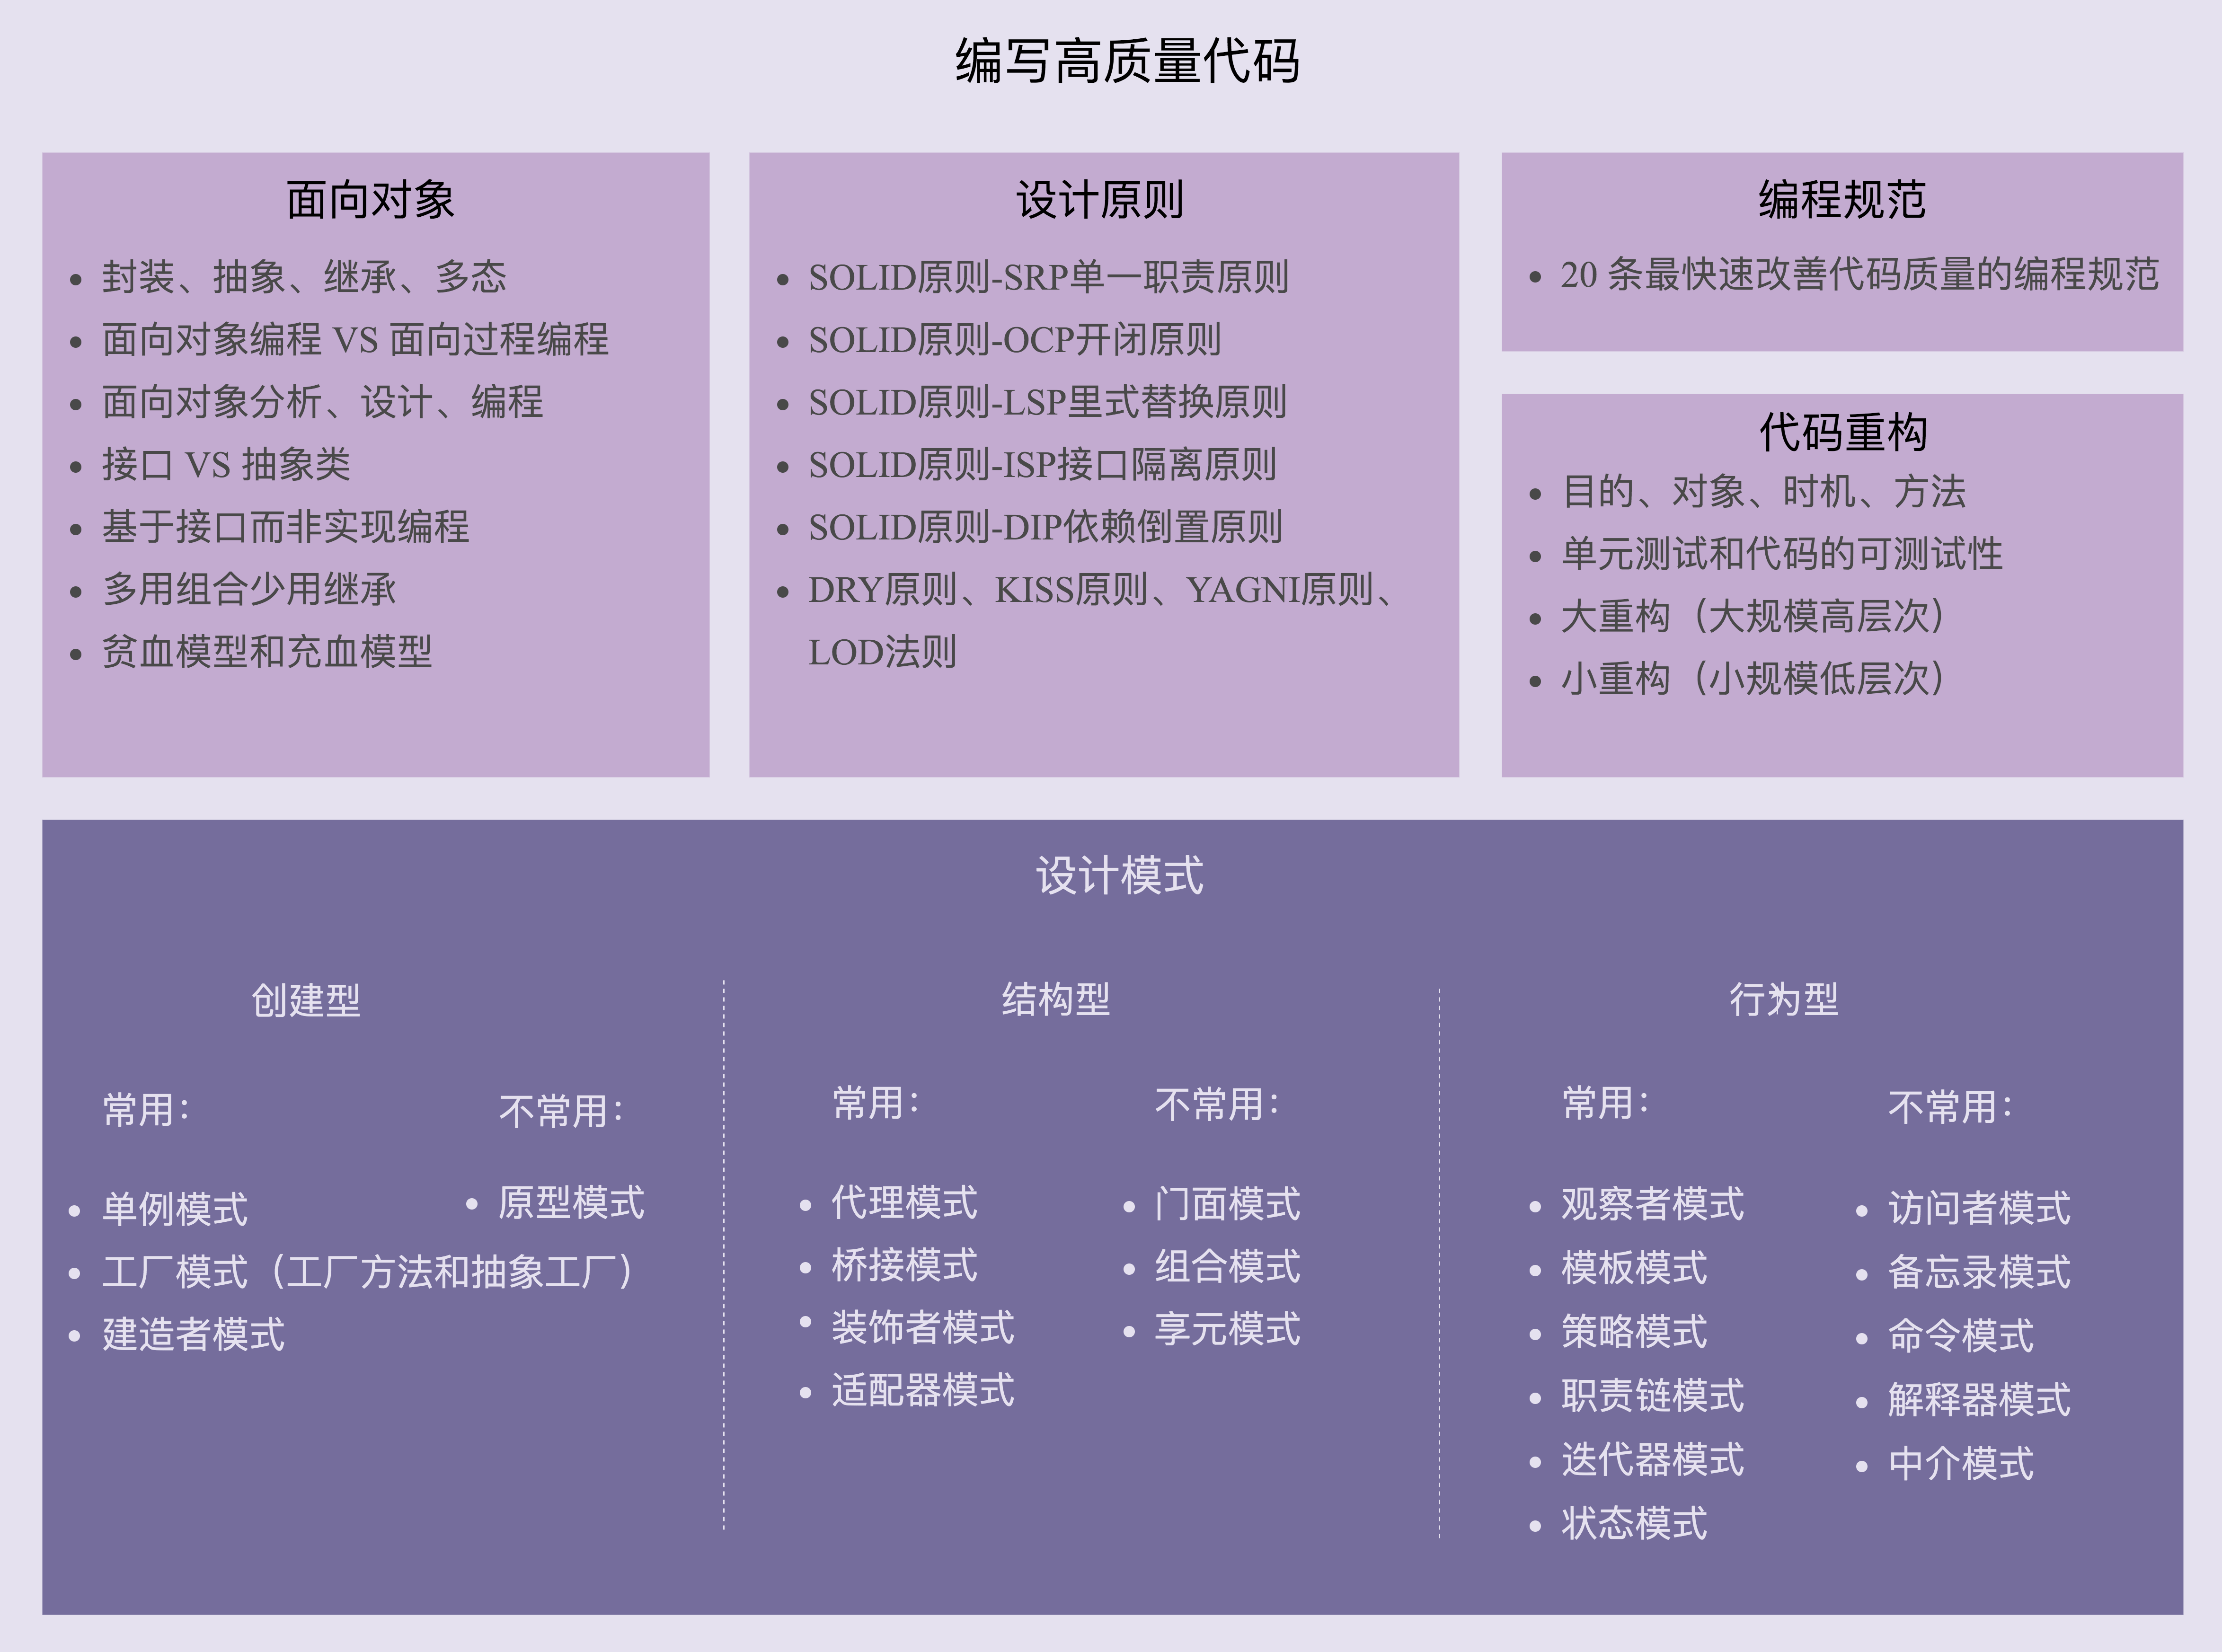 编写高质量代码
面向对象
• 封装、抽象、继承、多态
• 面向对象编程 VS 面向过程编程
• 面向对象分析、设计、编程
• 接口 VS 抽象类
• 基于接口而非实现编程
• 多用组合少用继承
• 贫血模型和充血模型
设计原则
• SOLID原则-SRP单一职责原则
• SOLID原则-OCP开闭原则
• SOLID原则-LSP里式替换原则
• SOLID原则-ISP接口隔离原则
• SOLID原则-DIP依赖倒置原则
• DRY原则、KISS原则、YAGNI原则、
LOD法则
编程规范
• 20 条最快速改善代码质量的编程规范
代码重构
• 目的、对象、时机、方法
• 单元测试和代码的可测试性
• 大重构（大规模高层次）
• 小重构（小规模低层次）
设计模式
创建型
常用：
• 单例模式
• 工厂模式（工厂方法和抽象工厂）
• 建造者模式
不常用：
• 原型模式
结构型
常用：
• 代理模式
• 桥接模式
• 装饰者模式
• 适配器模式
不常用：
• 门面模式
• 组合模式
• 享元模式
行为型
常用：
• 观察者模式
• 模板模式
• 策略模式
• 职责链模式
• 迭代器模式
• 状态模式
不常用：
• 访问者模式
• 备忘录模式
• 命令模式
• 解释器模式
• 中介模式